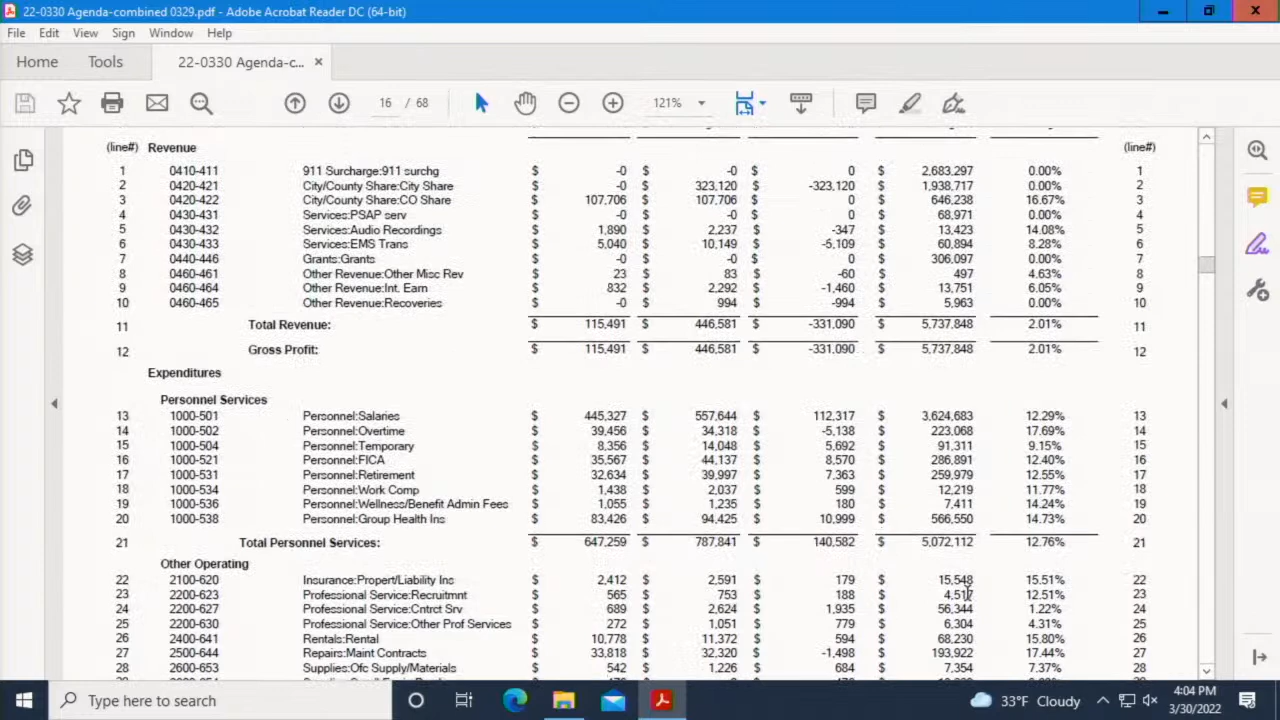 22-0330 Agenda-combined 0329.pdf - Adobe Acrobat Reader DC (64-bit)
File Edit View Sign Window Help
Home Tools 22-0330 Agenda-c... ×
16 / 68 121%
(line#) Revenue (line#)
1 0410-411 911 Surcharge:911 surchg $ -0 $ -0 $ 0 $ 2,683,297 0.00% 1
2 0420-421 City/County Share:City Share $ -0 $ 323,120 $ -323,120 $ 1,938,717 0.00% 2
3 0420-422 City/County Share:CO Share $ 107,706 $ 107,706 $ 0 $ 646,238 16.67% 3
4 0430-431 Services:PSAP serv $ -0 $ -0 $ 0 $ 68,971 0.00% 4
5 0430-432 Services:Audio Recordings $ 1,890 $ 2,237 $ -347 $ 13,423 14.08% 5
6 0430-433 Services:EMS Trans $ 5,040 $ 10,149 $ -5,109 $ 60,894 8.28% 6
7 0440-446 Grants:Grants $ -0 $ -0 $ 0 $ 306,097 0.00% 7
8 0460-461 Other Revenue:Other Misc Rev $ 23 $ 83 $ -60 $ 497 4.63% 8
9 0460-464 Other Revenue:Int. Earn $ 832 $ 2,292 $ -1,460 $ 13,751 6.05% 9
10 0460-465 Other Revenue:Recoveries $ -0 $ 994 $ -994 $ 5,963 0.00% 10
11 Total Revenue: $ 115,491 $ 446,581 $ -331,090 $ 5,737,848 2.01% 11
12 Gross Profit: $ 115,491 $ 446,581 $ -331,090 $ 5,737,848 2.01% 12
Expenditures
Personnel Services
13 1000-501 Personnel:Salaries $ 445,327 $ 557,644 $ 112,317 $ 3,624,683 12.29% 13
14 1000-502 Personnel:Overtime $ 39,456 $ 34,318 $ -5,138 $ 223,068 17.69% 14
15 1000-504 Personnel:Temporary $ 8,356 $ 14,048 $ 5,692 $ 91,311 9.15% 15
16 1000-521 Personnel:FICA $ 35,567 $ 44,137 $ 8,570 $ 286,891 12.40% 16
17 1000-531 Personnel:Retirement $ 32,634 $ 39,997 $ 7,363 $ 259,979 12.55% 17
18 1000-534 Personnel:Work Comp $ 1,438 $ 2,037 $ 599 $ 12,219 11.77% 18
19 1000-536 Personnel:Wellness/Benefit Admin Fees $ 1,055 $ 1,235 $ 180 $ 7,411 14.24% 19
20 1000-538 Personnel:Group Health Ins $ 83,426 $ 94,425 $ 10,999 $ 566,550 14.73% 20
21 Total Personnel Services: $ 647,259 $ 787,841 $ 140,582 $ 5,072,112 12.76% 21
Other Operating
22 2100-620 Insurance:Propert/Liability Ins $ 2,412 $ 2,591 $ 179 $ 15,548 15.51% 22
23 2200-623 Professional Service:Recruitmnt $ 565 $ 753 $ 188 $ 4,517 12.51% 23
24 2200-627 Professional Service:Cntrct Srv $ 689 $ 2,624 $ 1,935 $ 56,344 1.22% 24
25 2200-630 Professional Service:Other Prof Services $ 272 $ 1,051 $ 779 $ 6,304 4.31% 25
26 2400-641 Rentals:Rental $ 10,778 $ 11,372 $ 594 $ 68,230 15.80% 26
27 2500-644 Repairs:Maint Contracts $ 33,818 $ 32,320 $ -1,498 $ 193,922 17.44% 27
28 2600-653 Supplies:Ofc Supply/Materials $ 542 $ 1,226 $ 684 $ 7,354 7.37% 28
Type here to search 33°F Cloudy 4:04 PM
3/30/2022